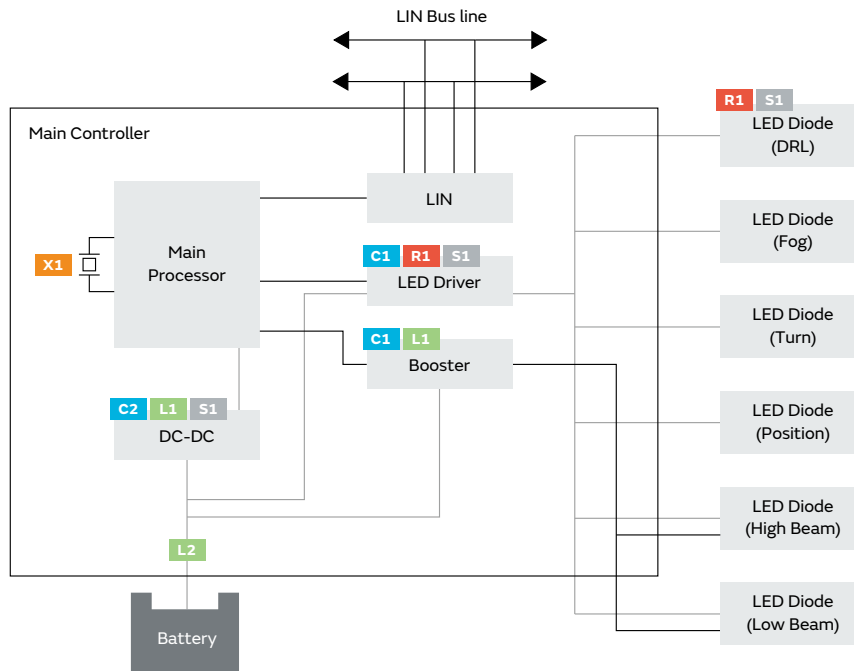 LIN Bus line
R1 S1
LED Diode
(DRL)
Main Controller
LIN
Main
Processor
X1
C1 R1 S1
LED Driver
LED Diode
(Fog)
C1 L1
Booster
LED Diode
(Turn)
C2 L1 S1
DC-DC
LED Diode
(Position)
L2
LED Diode
(High Beam)
Battery
LED Diode
(Low Beam)